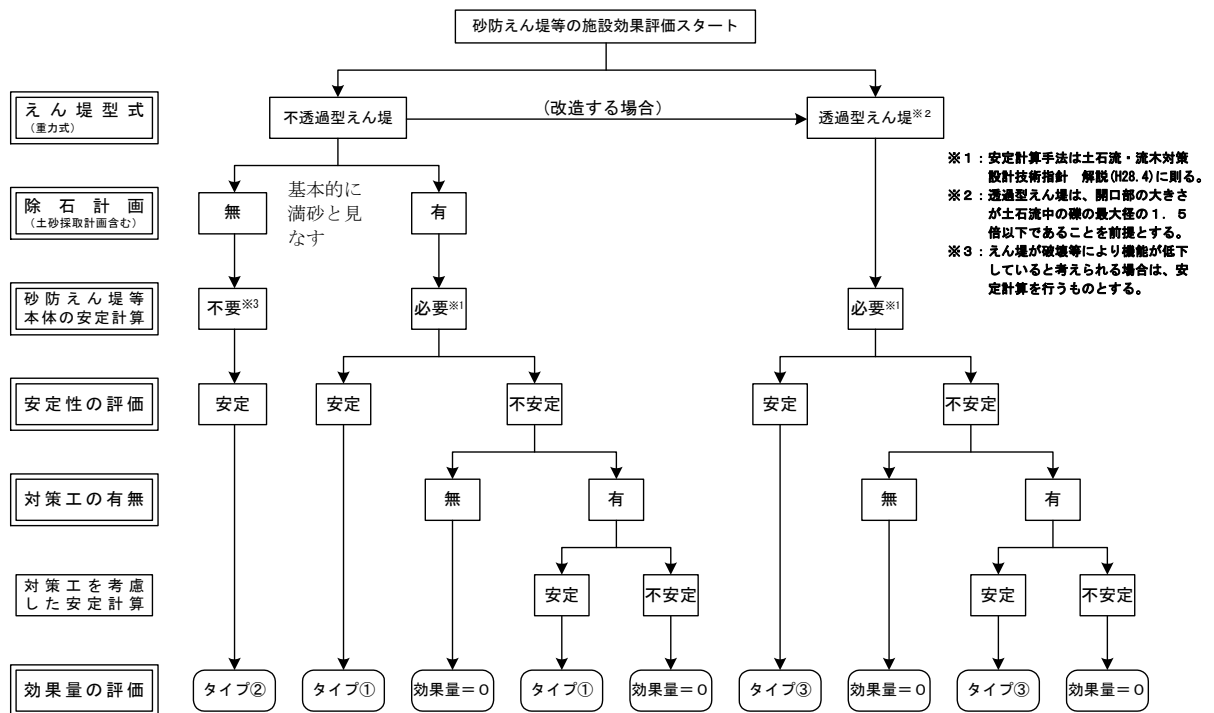 砂防えん堤等の施設効果評価スタート
えん堤型式
(重力式)
不透過型えん堤
(改造する場合)
透過型えん堤※2
※1：安定計算手法は土石流・流木対策
設計技術指針　解説(H28.4)に則る。
※2：透過型えん堤は、開口部の大きさ
が土石流中の礫の最大径の1．5
倍以下であることを前提とする。
※3：えん堤が破壊等により機能が低下
していると考えられる場合は、安
定計算を行うものとする。
除石計画
(土砂採取計画含む)
無
基本的に
満砂と見
なす
有
砂防えん堤等
本体の安定計算
不要※3
必要※1
必要※1
安定性の評価
安定
安定
不安定
安定
不安定
対策工の有無
無
有
無
有
対策工を考慮
した安定計算
安定
不安定
安定
不安定
効果量の評価
タイプ②
タイプ①
効果量＝0
タイプ①
効果量＝0
タイプ③
効果量＝0
タイプ③
効果量＝0